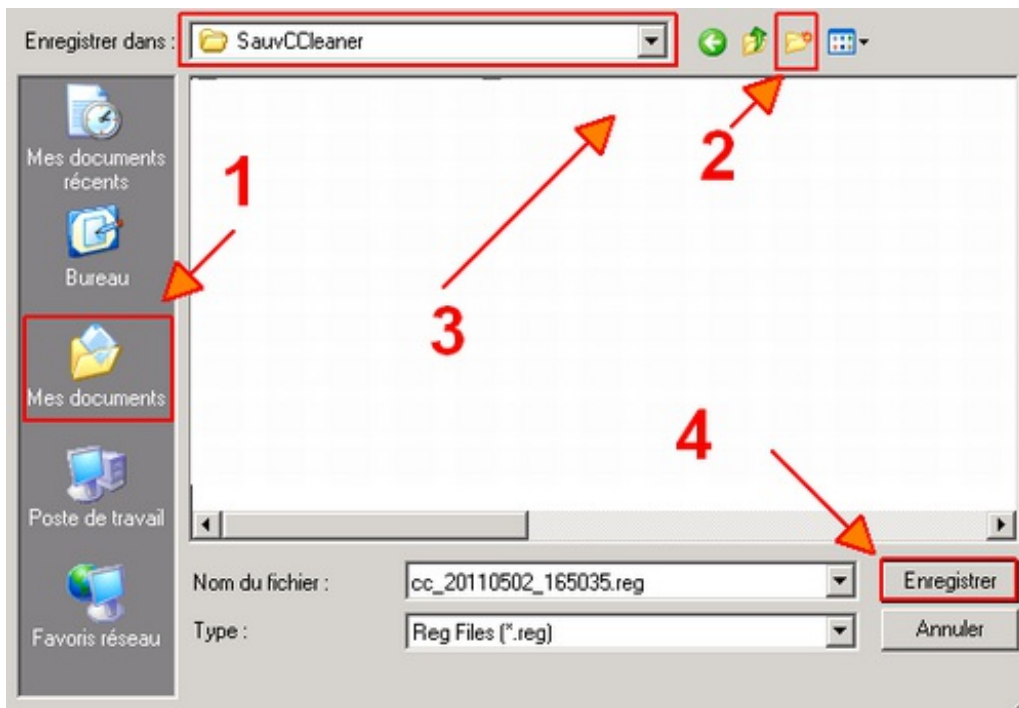 Enregistrer dans :
SauvCCleaner
Mes documents
récents
Bureau
Mes documents
Poste de travail
Favoris réseau
1
2
3
4
Nom du fichier :
cc_20110502_165035.reg
Enregistrer
Type :
Reg Files (*.reg)
Annuler